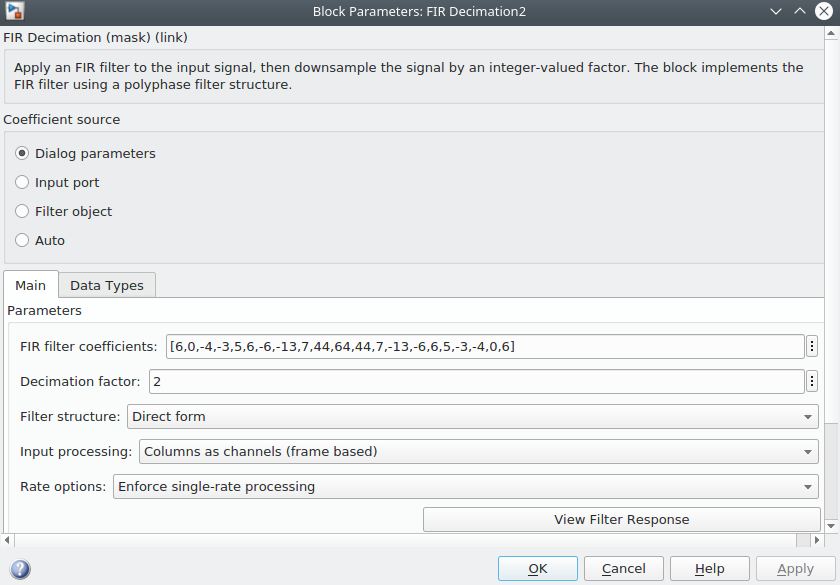 Block Parameters: FIR Decimation2
FIR Decimation (mask) (link)
Apply an FIR filter to the input signal, then downsample the signal by an integer-valued factor. The block implements the
FIR filter using a polyphase filter structure.
Coefficient source
Dialog parameters
Input port
Filter object
Auto
Main Data Types
Parameters
FIR filter coefficients: [6,0,-4,-3,5,6,-6,-13,7,44,64,44,7,-13,-6,6,5,-3,-4,0,6]
Decimation factor: 2
Filter structure: Direct form
Input processing: Columns as channels (frame based)
Rate options: Enforce single-rate processing
View Filter Response
? OK Cancel Help Apply